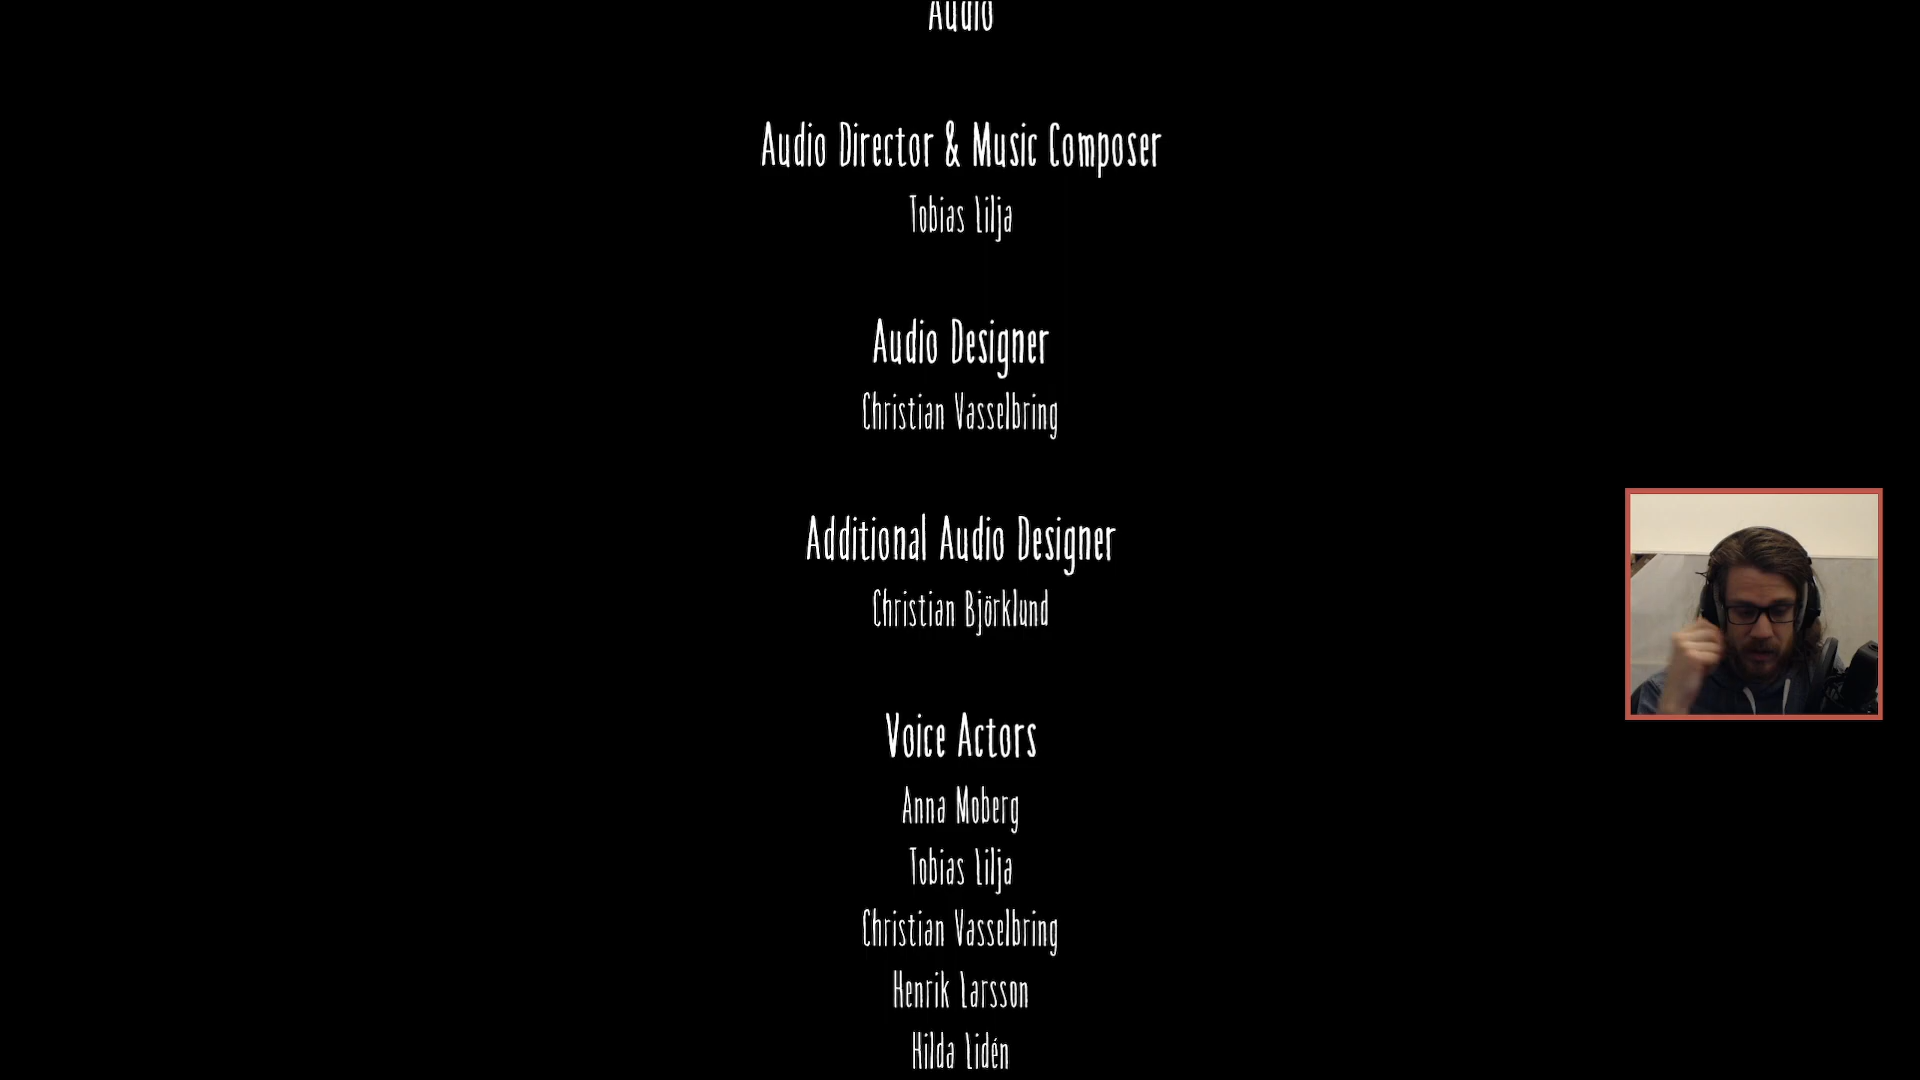 Audio
Audio Director & Music Composer
Tobias Lilja
Audio Designer
Christian Vasselbring
Additional Audio Designer
Christian Björklund
Voice Actors
Anna Moberg
Tobias Lilja
Christian Vasselbring
Henrik Larsson
Hilda Lidén